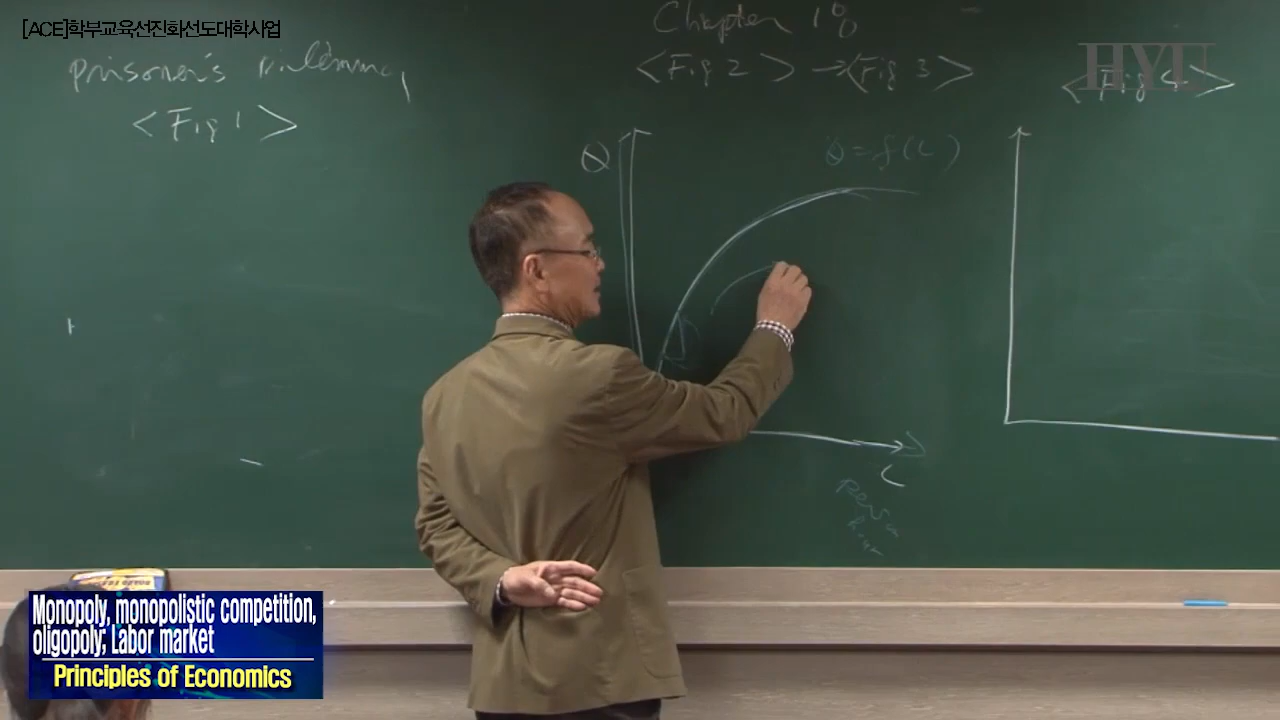 [ACE]학부교육선진화선도대학사업
Chapter 18
Prisoner's Dilemma,
<Fig 1>
<Fig 2> → <Fig 3>
<Fig 4>
HYU
Q
Q = f(L)
L
Monopoly, monopolistic competition,
oligopoly; Labor market
Principles of Economics